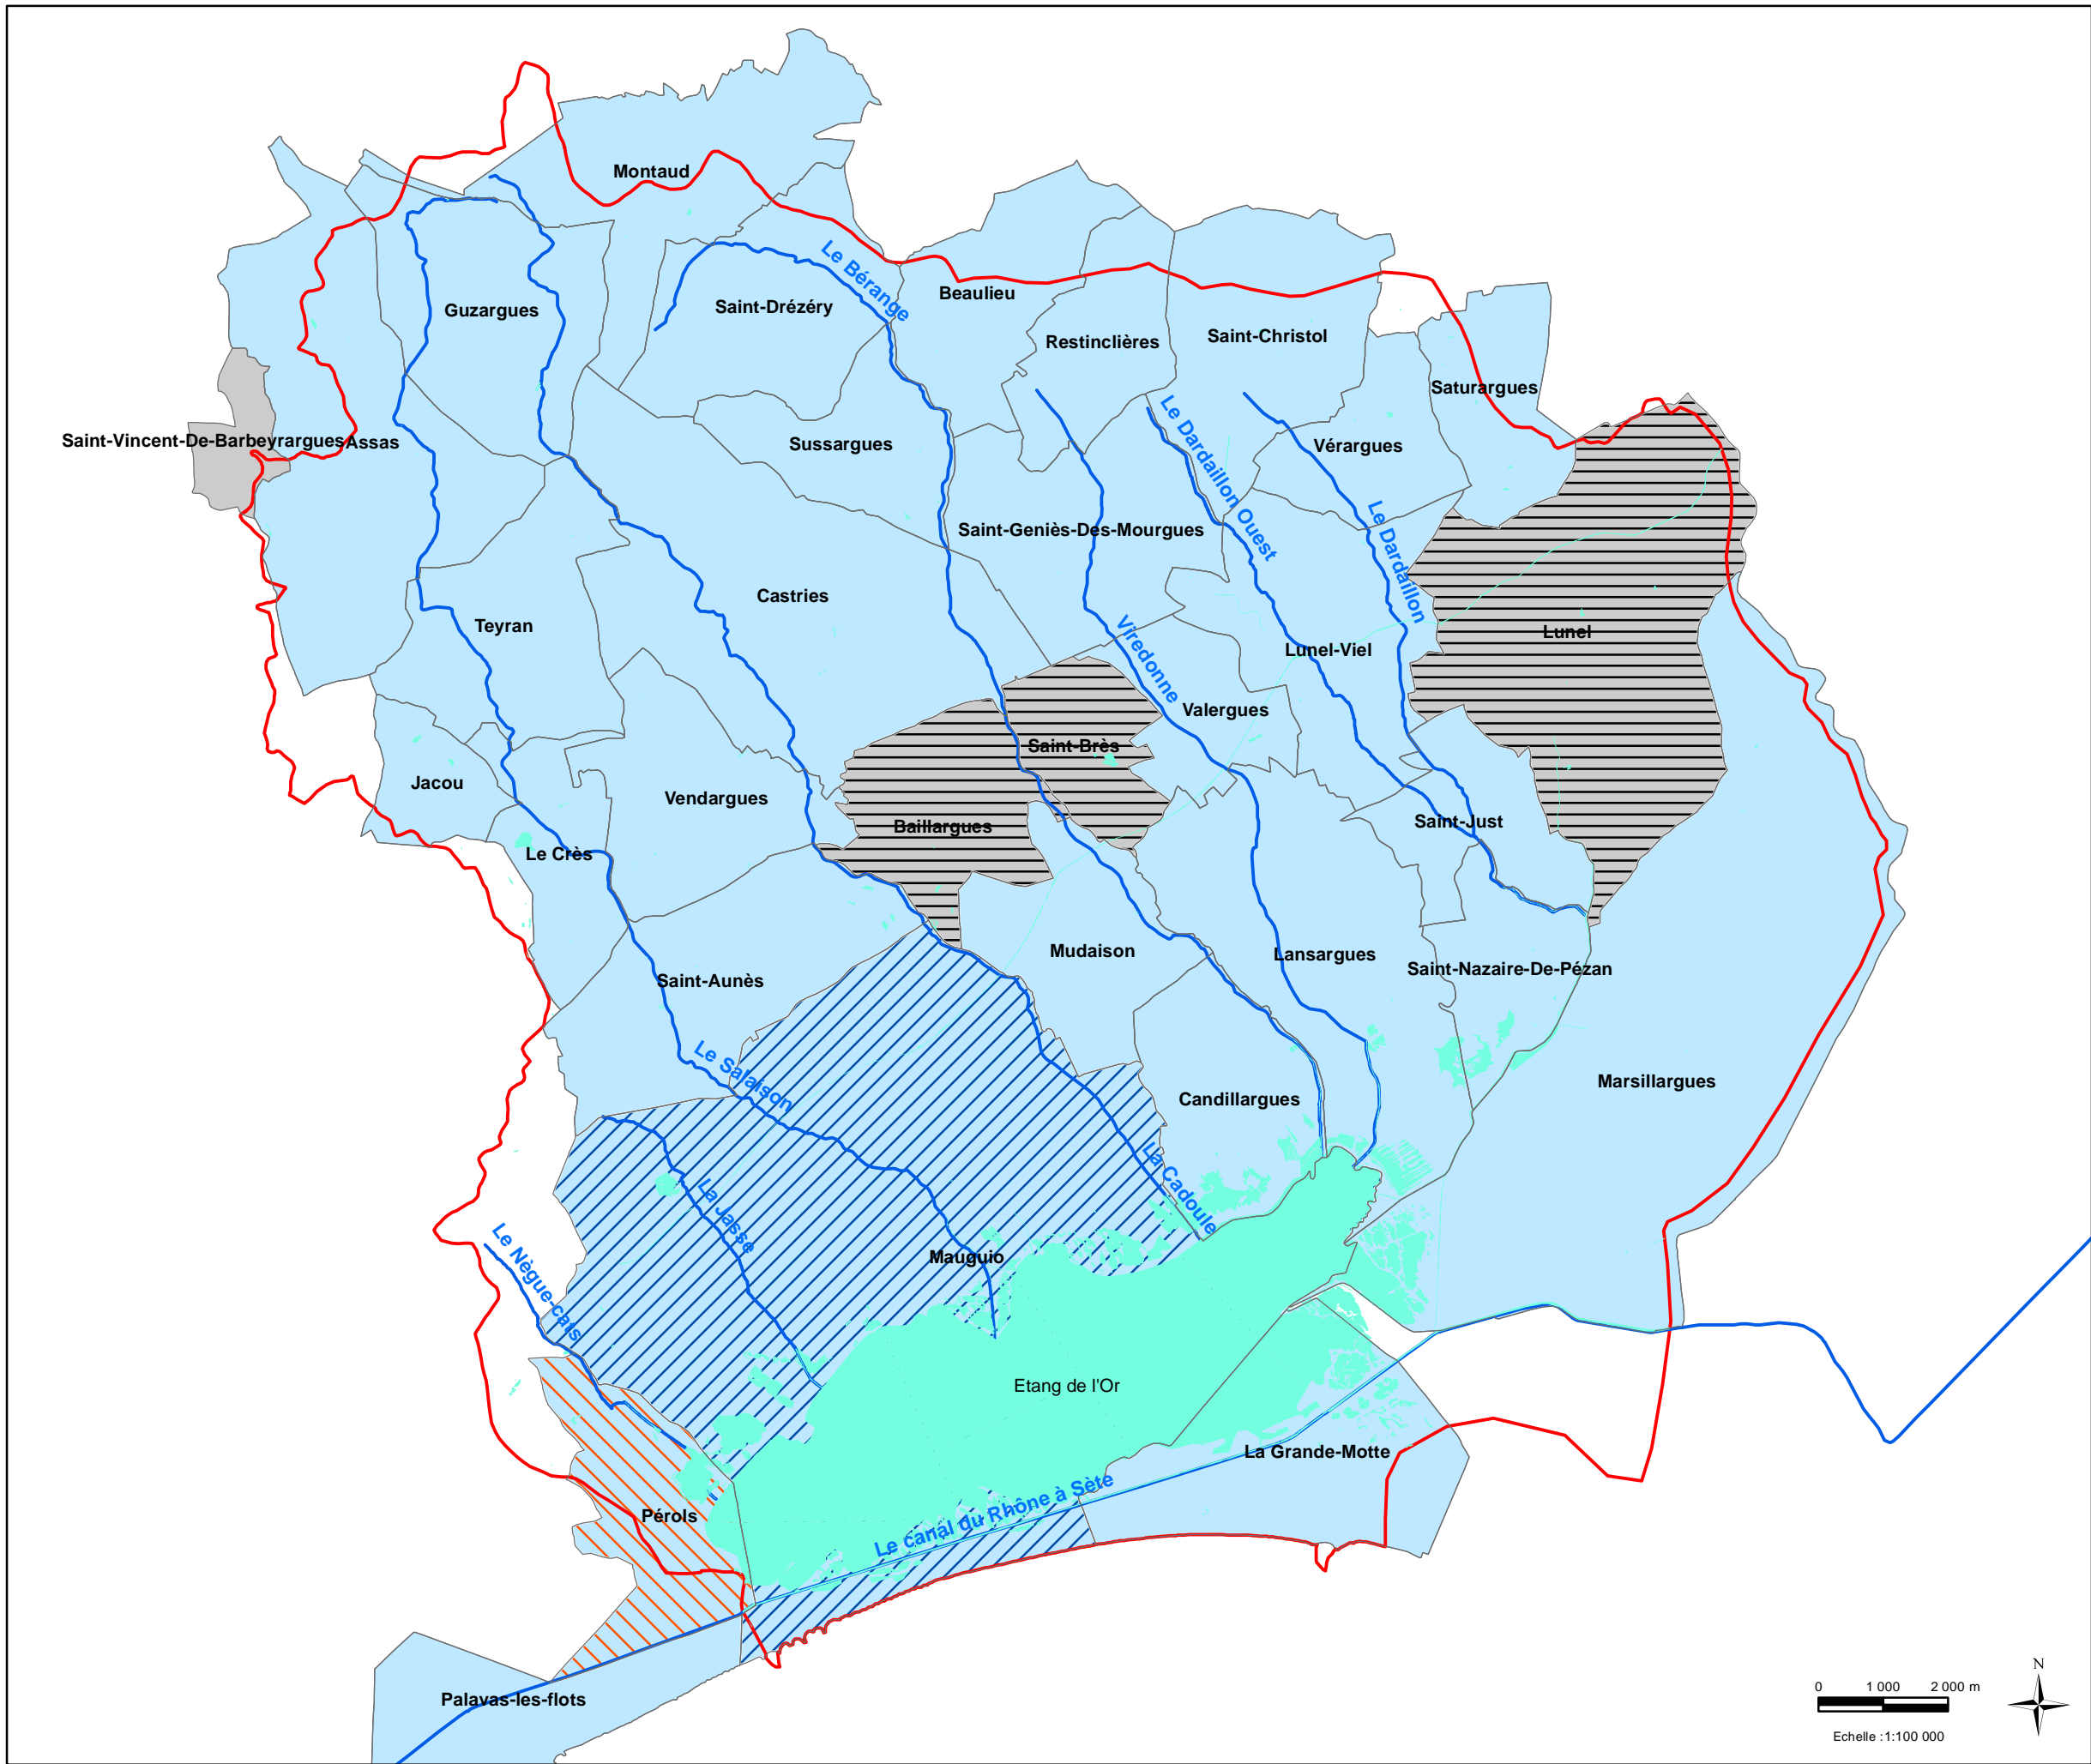 Montaud
Le Bérange
Guzargues
Saint-Drézéry
Beaulieu
Restinclières
Saint-Christol
Saturargues
Saint-Vincent-De-Barbeyrargues
Assas
Sussargues
Le Dardaillon Ouest
Vérargues
Saint-Geniès-Des-Mourgues
Le Dardaillon
Castries
Teyran
Viredonne
Lunel-Viel
Lunel
Valergues
Saint-Brès
Jacou
Vendargues
Baillargues
Saint-Just
Le Crès
Mudaison
Lansargues
Saint-Nazaire-De-Pézan
Saint-Aunès
Le Salaison
Candillargues
Marsillargues
La Cadoule
La Jasse
Le Nègue-cats
Mauguio
Etang de l'Or
La Grande-Motte
Pérols
Le canal du Rhône à Sète
Palavas-les-flots
N
0 1 000 2 000 m
Echelle :1:100 000